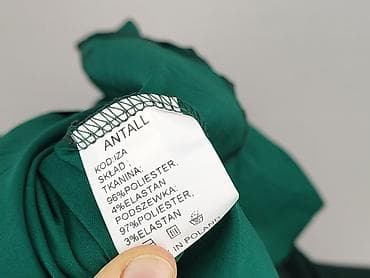 ANTALL
KOD:IZA
SKŁAD:
TKANINA:
96%POLIESTER,
4%ELASTAN
PODSZEWKA:
97%POLIESTER,
3%ELASTAN
IN POLAND